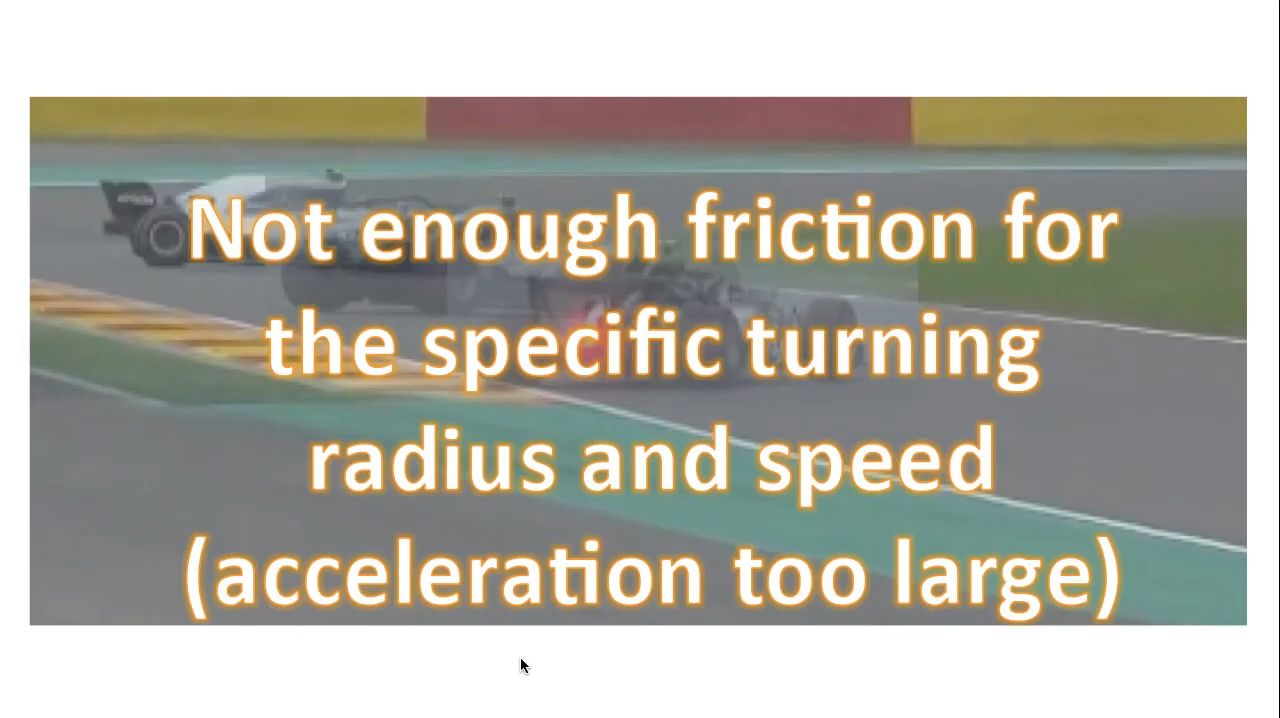 Not enough friction for
the specific turning
radius and speed
(acceleration too large)